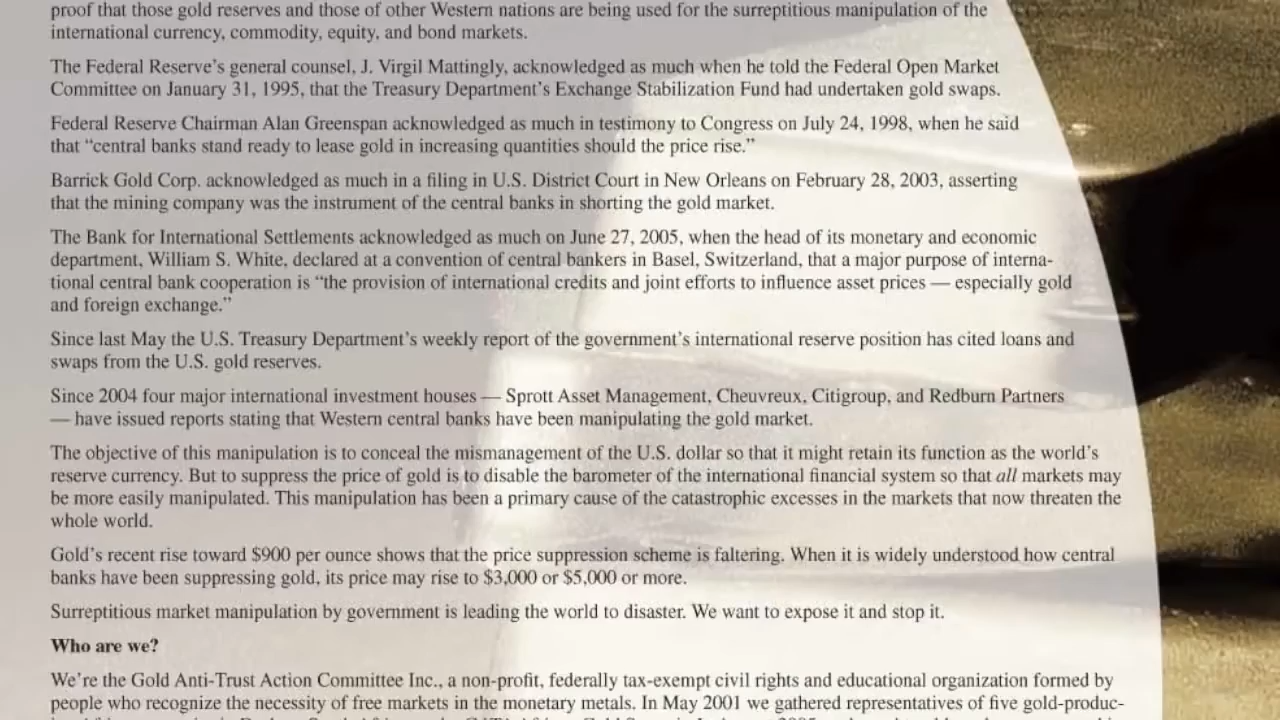 proof that those gold reserves and those of other Western nations are being used for the surreptitious manipulation of the
international currency, commodity, equity, and bond markets.
The Federal Reserve's general counsel, J. Virgil Mattingly, acknowledged as much when he told the Federal Open Market
Committee on January 31, 1995, that the Treasury Department's Exchange Stabilization Fund had undertaken gold swaps.
Federal Reserve Chairman Alan Greenspan acknowledged as much in testimony to Congress on July 24, 1998, when he said
that “central banks stand ready to lease gold in increasing quantities should the price rise.”
Barrick Gold Corp. acknowledged as much in a filing in U.S. District Court in New Orleans on February 28, 2003, asserting
that the mining company was the instrument of the central banks in shorting the gold market.
The Bank for International Settlements acknowledged as much on June 27, 2005, when the head of its monetary and economic
department, William S. White, declared at a convention of central bankers in Basel, Switzerland, that a major purpose of interna-
tional central bank cooperation is “the provision of international credits and joint efforts to influence asset prices — especially gold
and foreign exchange.”
Since last May the U.S. Treasury Department's weekly report of the government's international reserve position has cited loans and
swaps from the U.S. gold reserves.
Since 2004 four major international investment houses — Sprott Asset Management, Cheuvreux, Citigroup, and Redburn Partners
— have issued reports stating that Western central banks have been manipulating the gold market.
The objective of this manipulation is to conceal the mismanagement of the U.S. dollar so that it might retain its function as the world's
reserve currency. But to suppress the price of gold is to disable the barometer of the international financial system so that all markets may
be more easily manipulated. This manipulation has been a primary cause of the catastrophic excesses in the markets that now threaten the
whole world.
Gold's recent rise toward $900 per ounce shows that the price suppression scheme is faltering. When it is widely understood how central
banks have been suppressing gold, its price may rise to $3,000 or $5,000 or more.
Surreptitious market manipulation by government is leading the world to disaster. We want to expose it and stop it.
Who are we?
We're the Gold Anti-Trust Action Committee Inc., a non-profit, federally tax-exempt civil rights and educational organization formed by
people who recognize the necessity of free markets in the monetary metals. In May 2001 we gathered representatives of five gold-produc-